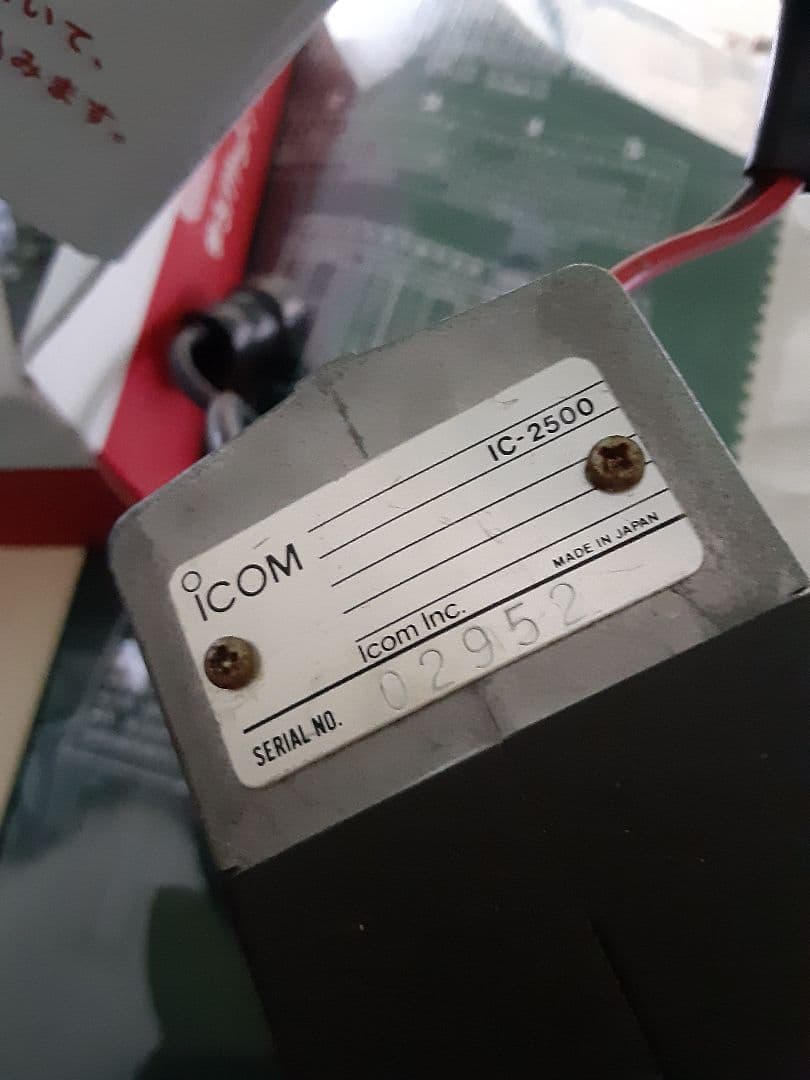 いて、
みます。
IC-2500
ICOM
MADE IN JAPAN
Icom Inc.
SERIAL NO. 02952